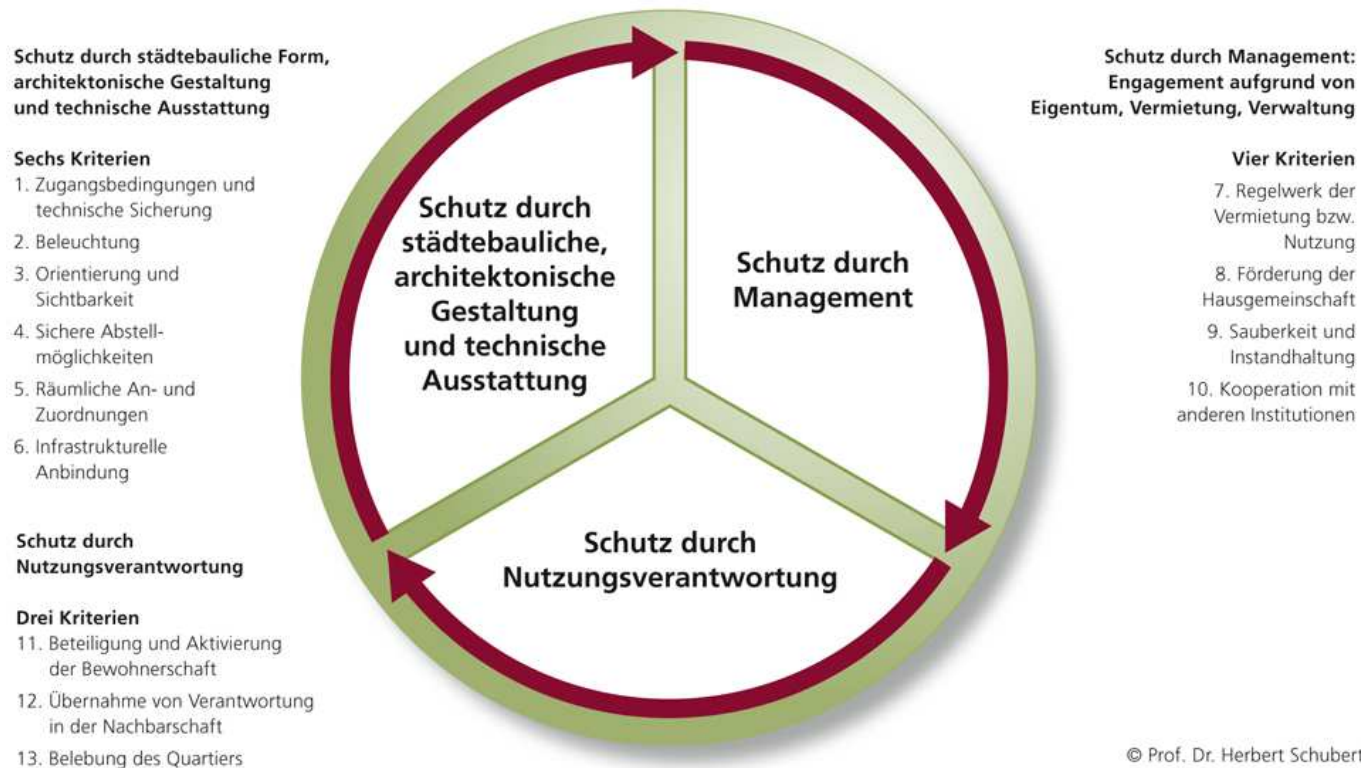 Schutz durch städtebauliche Form,
architektonische Gestaltung
und technische Ausstattung
Sechs Kriterien
1. Zugangsbedingungen und
technische Sicherung
2. Beleuchtung
3. Orientierung und
Sichtbarkeit
4. Sichere Abstell-
möglichkeiten
5. Räumliche An- und
Zuordnungen
6. Infrastrukturelle
Anbindung
Schutz durch
Nutzungsverantwortung
Drei Kriterien
11. Beteiligung und Aktivierung
der Bewohnerschaft
12. Übernahme von Verantwortung
in der Nachbarschaft
13. Belebung des Quartiers
Schutz durch
städtebauliche,
architektonische
Gestaltung
und technische
Ausstattung
Schutz durch
Management
Schutz durch
Nutzungsverantwortung
Schutz durch Management:
Engagement aufgrund von
Eigentum, Vermietung, Verwaltung
Vier Kriterien
7. Regelwerk der
Vermietung bzw.
Nutzung
8. Förderung der
Hausgemeinschaft
9. Sauberkeit und
Instandhaltung
10. Kooperation mit
anderen Institutionen
© Prof. Dr. Herbert Schubert